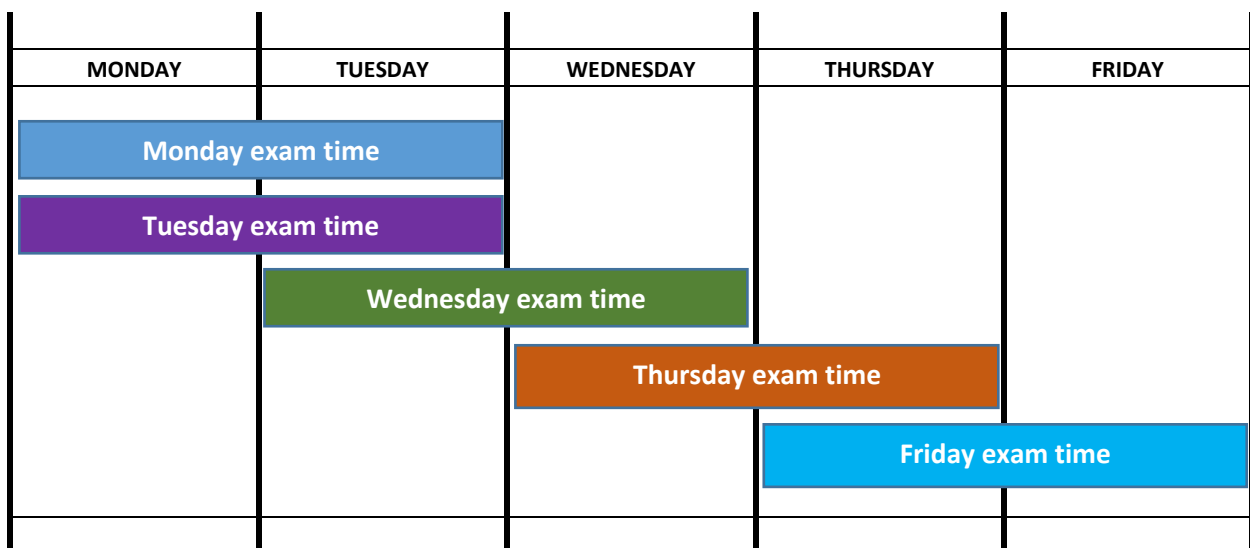 MONDAY TUESDAY WEDNESDAY THURSDAY FRIDAY
Monday exam time
Tuesday exam time
Wednesday exam time
Thursday exam time
Friday exam time